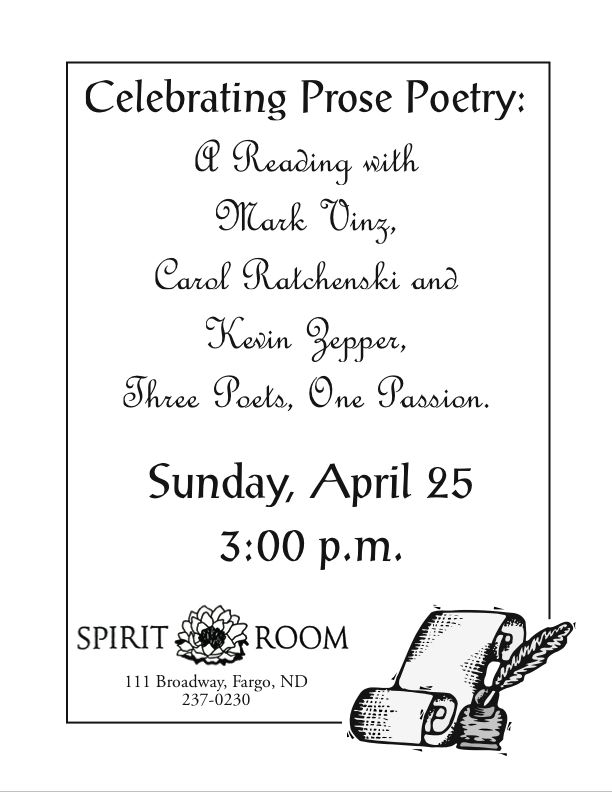 Celebrating Prose Poetry:
A Reading with
Mark Vinz,
Carol Ratchenski and
Kevin Zepper,
Three Poets, One Passion.
Sunday, April 25
3:00 p.m.
SPIRIT ROOM
111 Broadway, Fargo, ND
237-0230